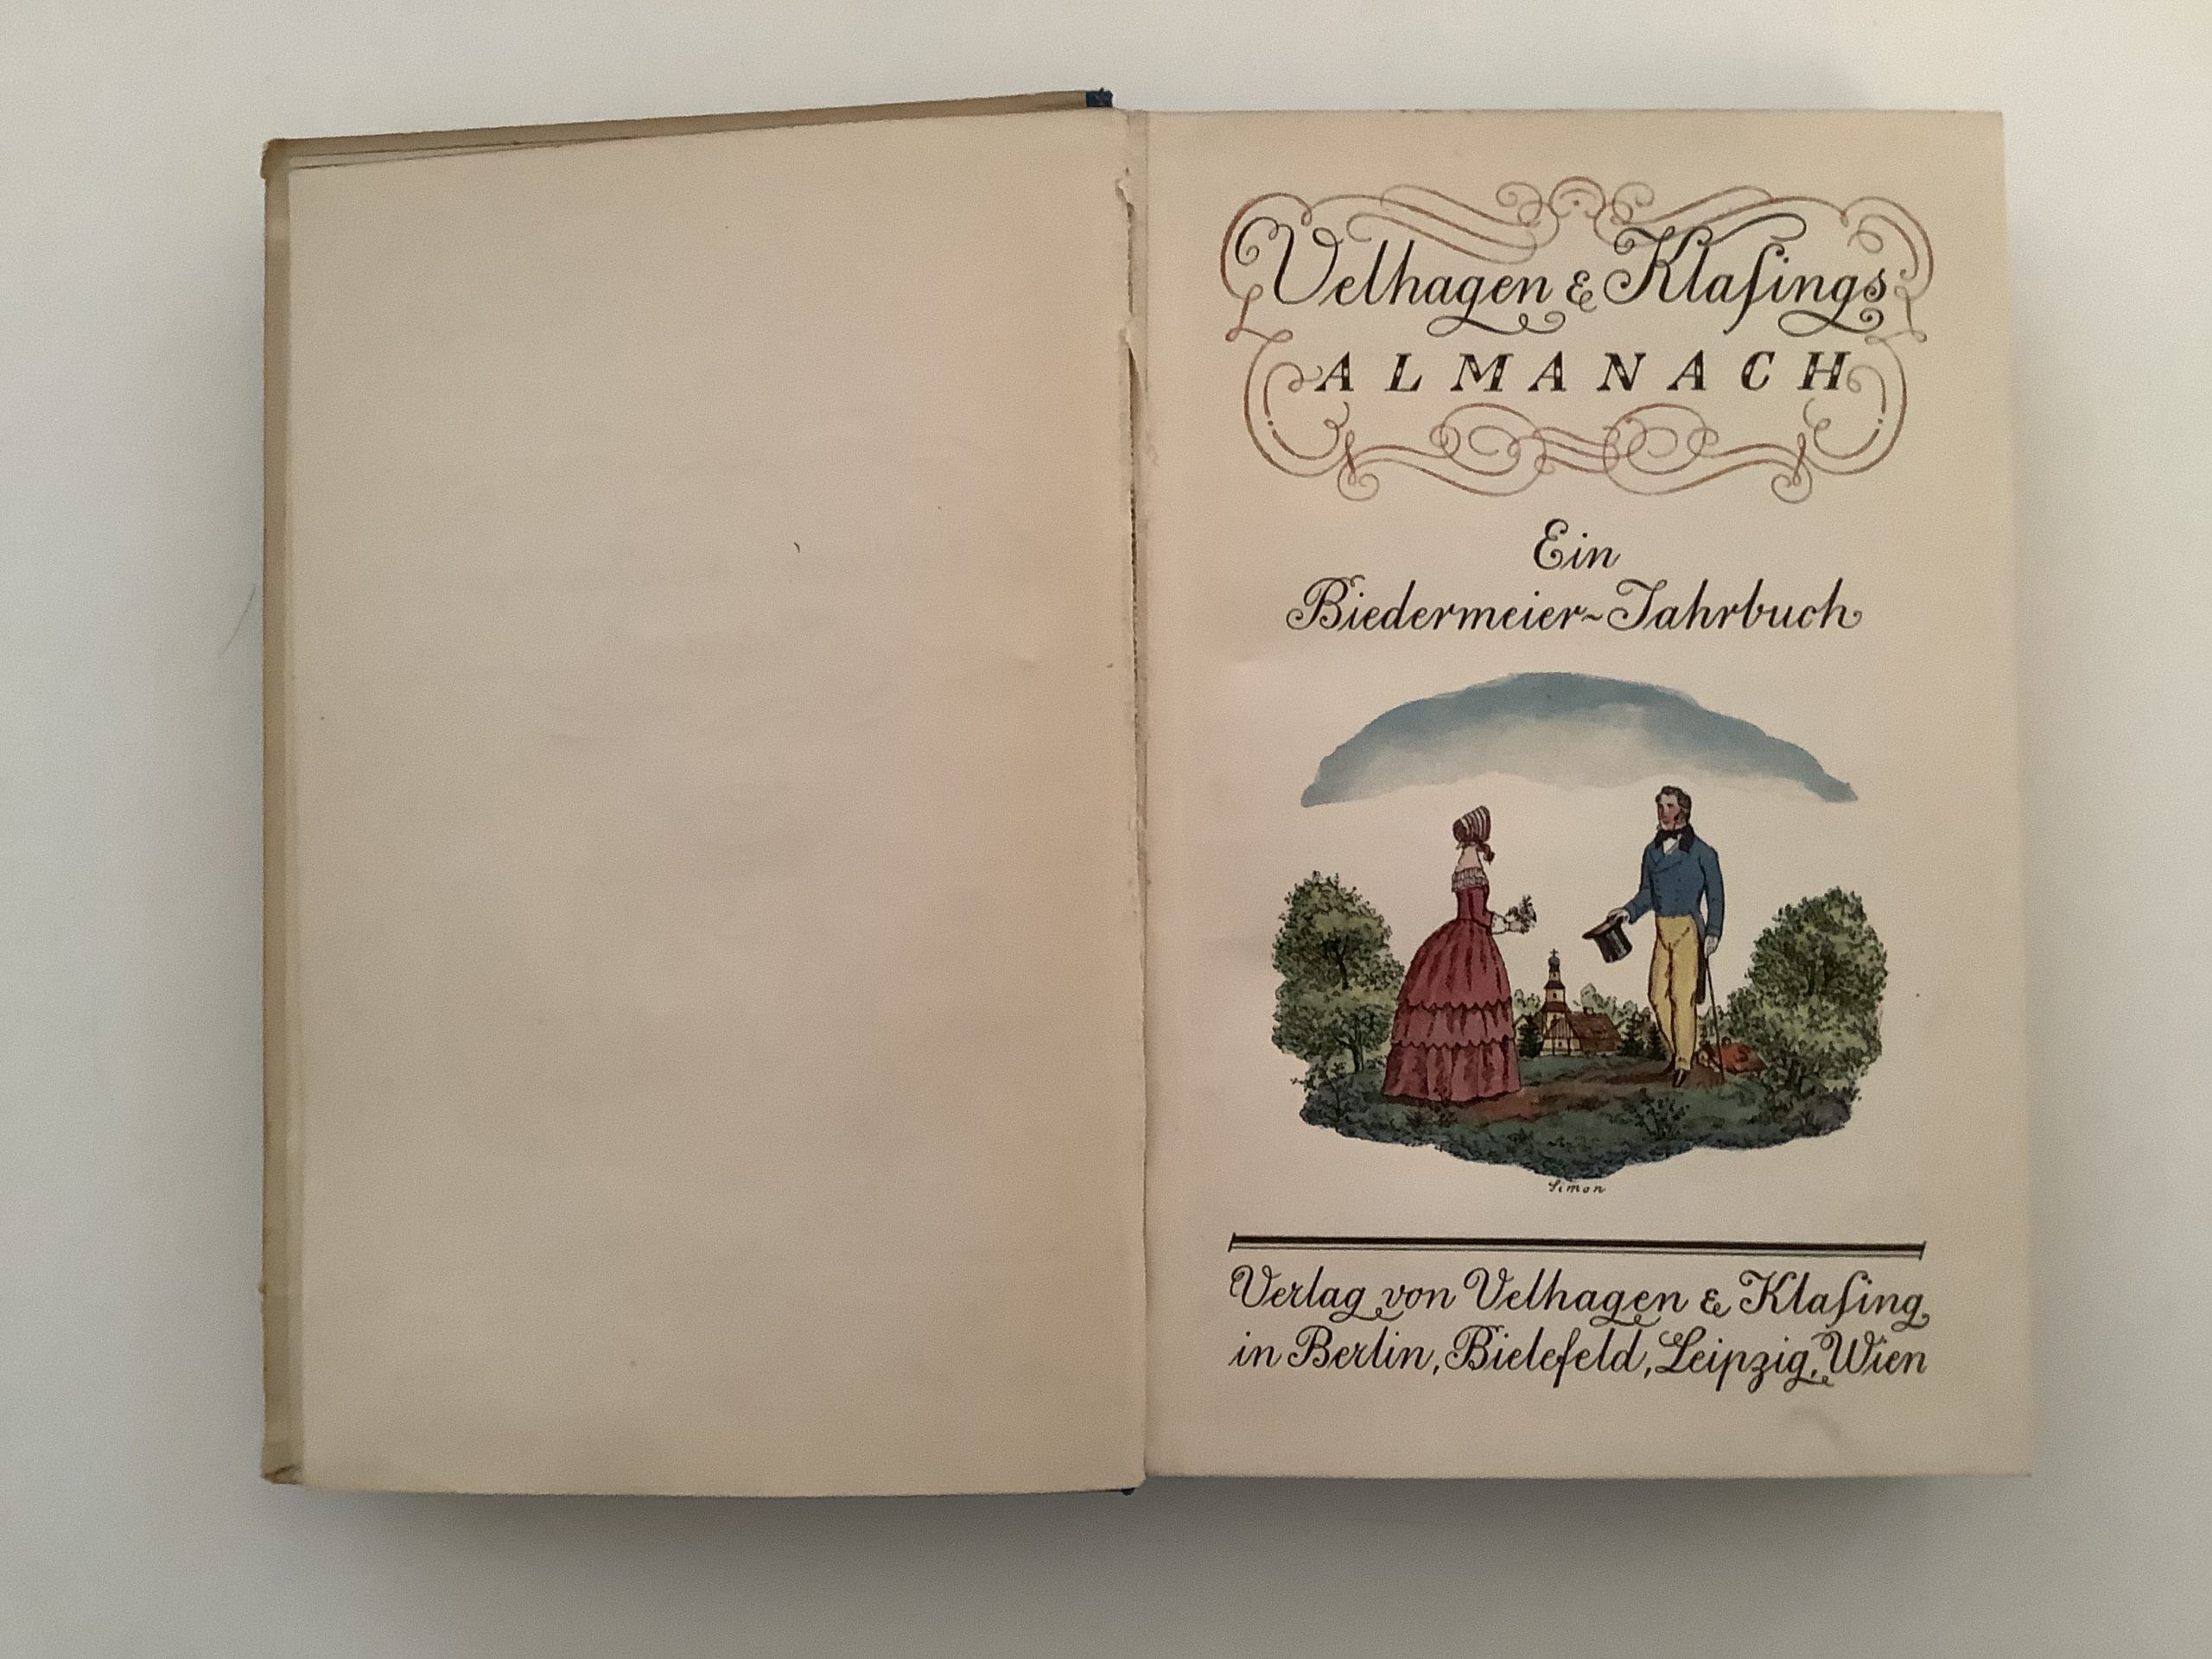 Velhagen & Klaſings
ALMANACH
Ein
Biedermeier-Jahrbuch
Simon
Verlag von Velhagen & Klaſing
in Berlin, Bielefeld, Leipzig, Wien